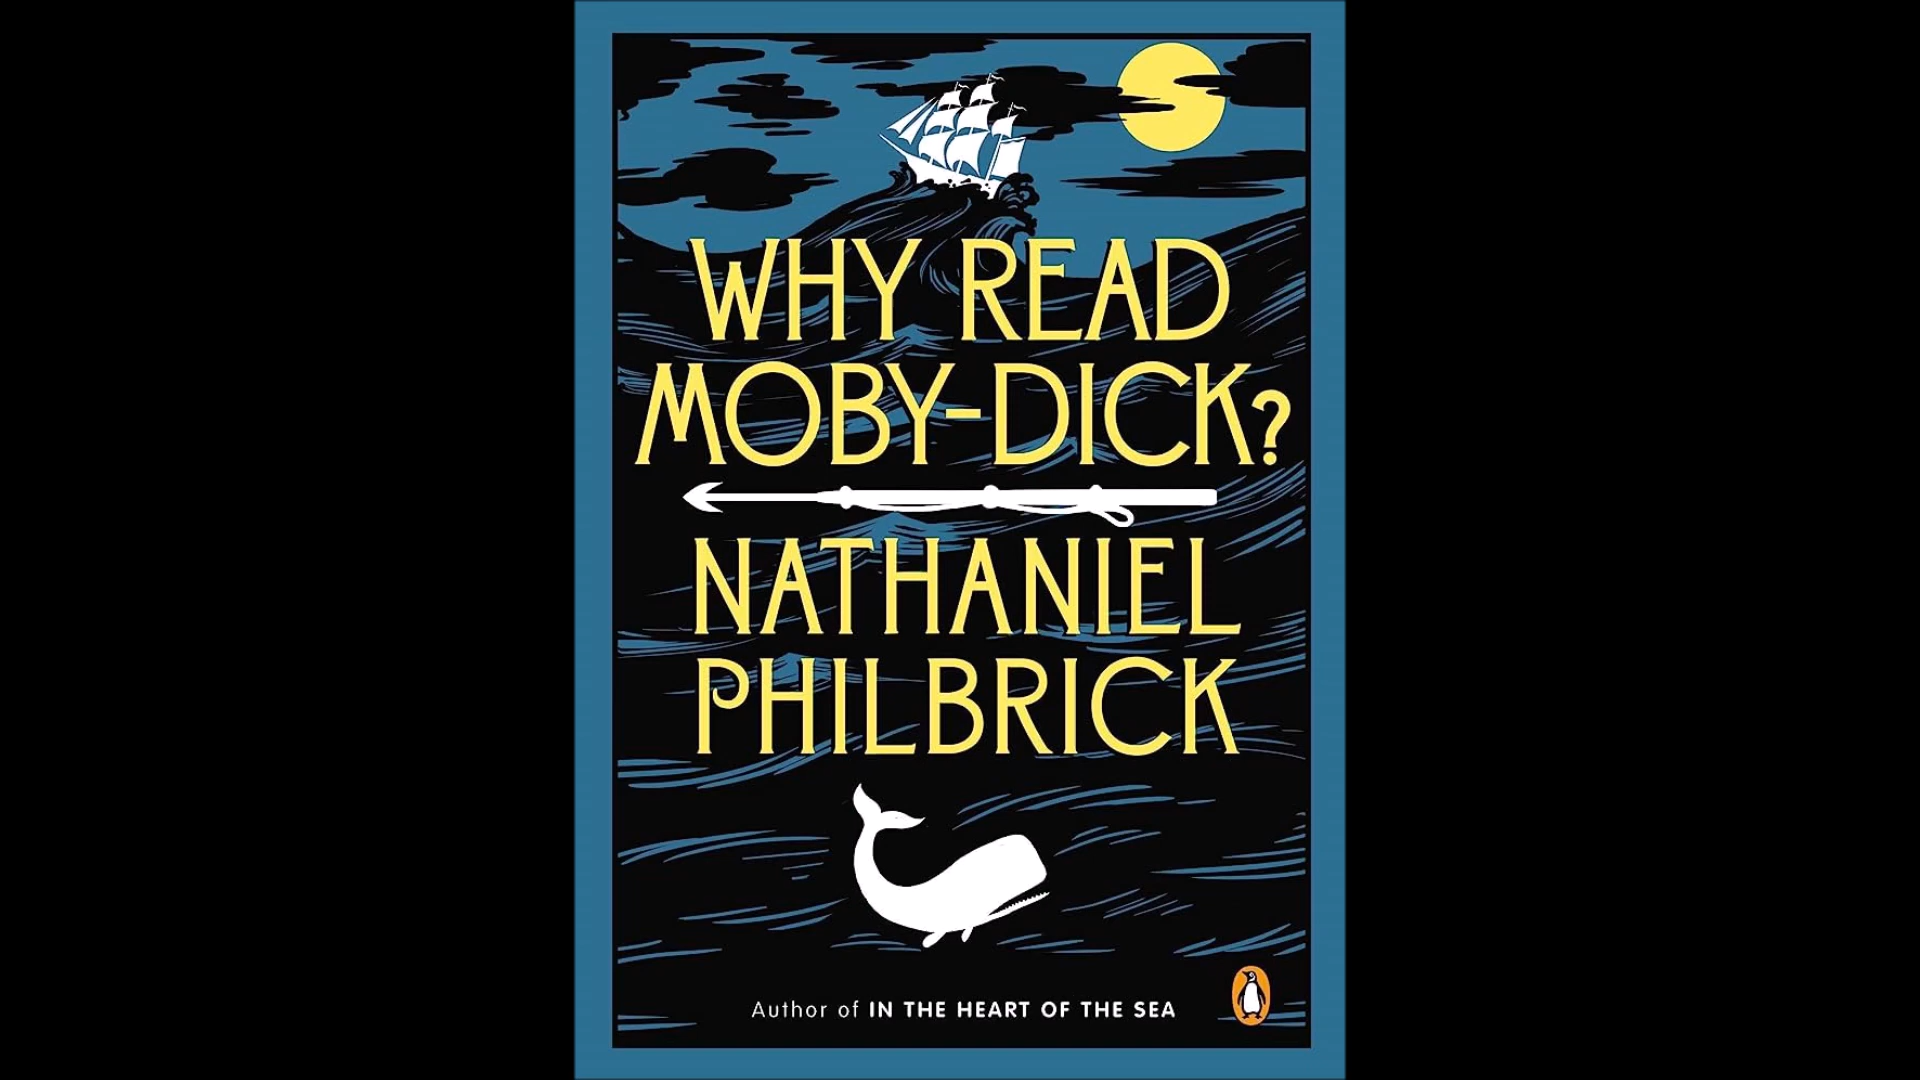 WHY READ
MOBY-DICK?
NATHANIEL
PHILBRICK
Author of IN THE HEART OF THE SEA